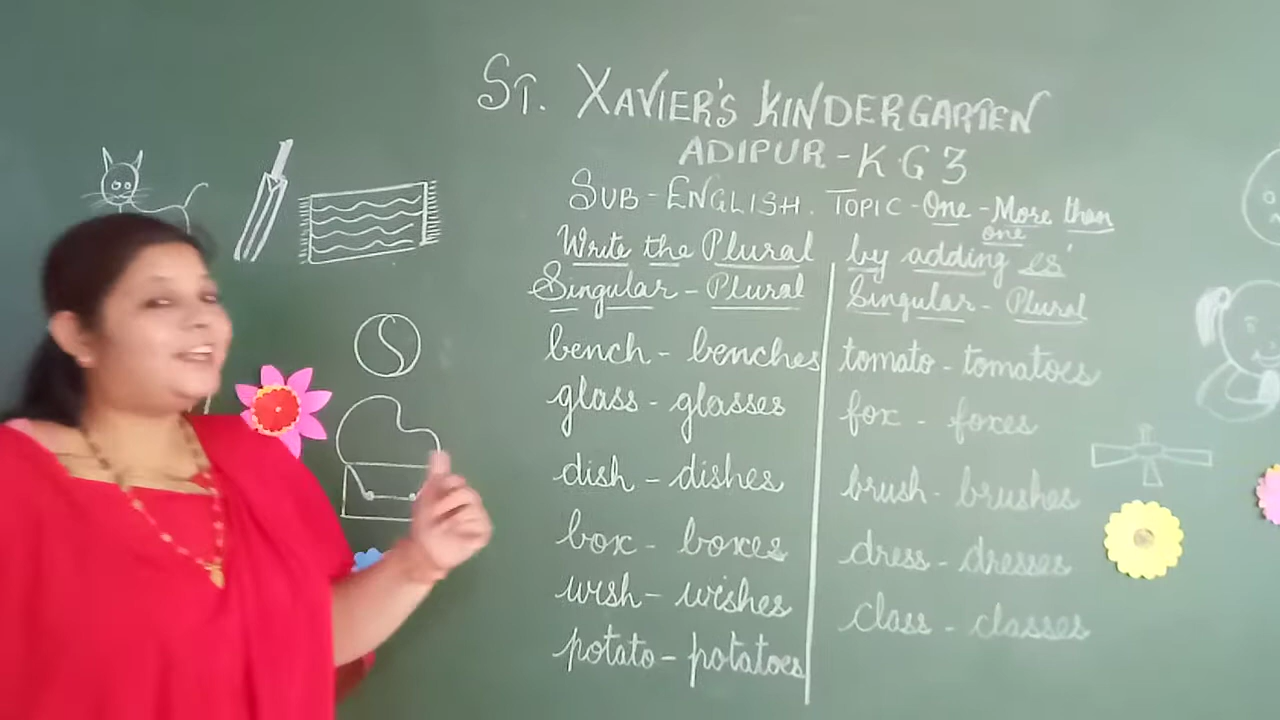 ST. XAVIER'S KINDERGARTEN
ADIPUR - K.G 3
SUB - ENGLISH. TOPIC - One - More than one
Write the Plural by adding 'es'
Singular - Plural
bench - benches
glass - glasses
dish - dishes
box - boxes
wish - wishes
potato - potatoes
Singular - Plural
tomato - tomatoes
fox - foxes
brush - brushes
dress - dresses
class - classes